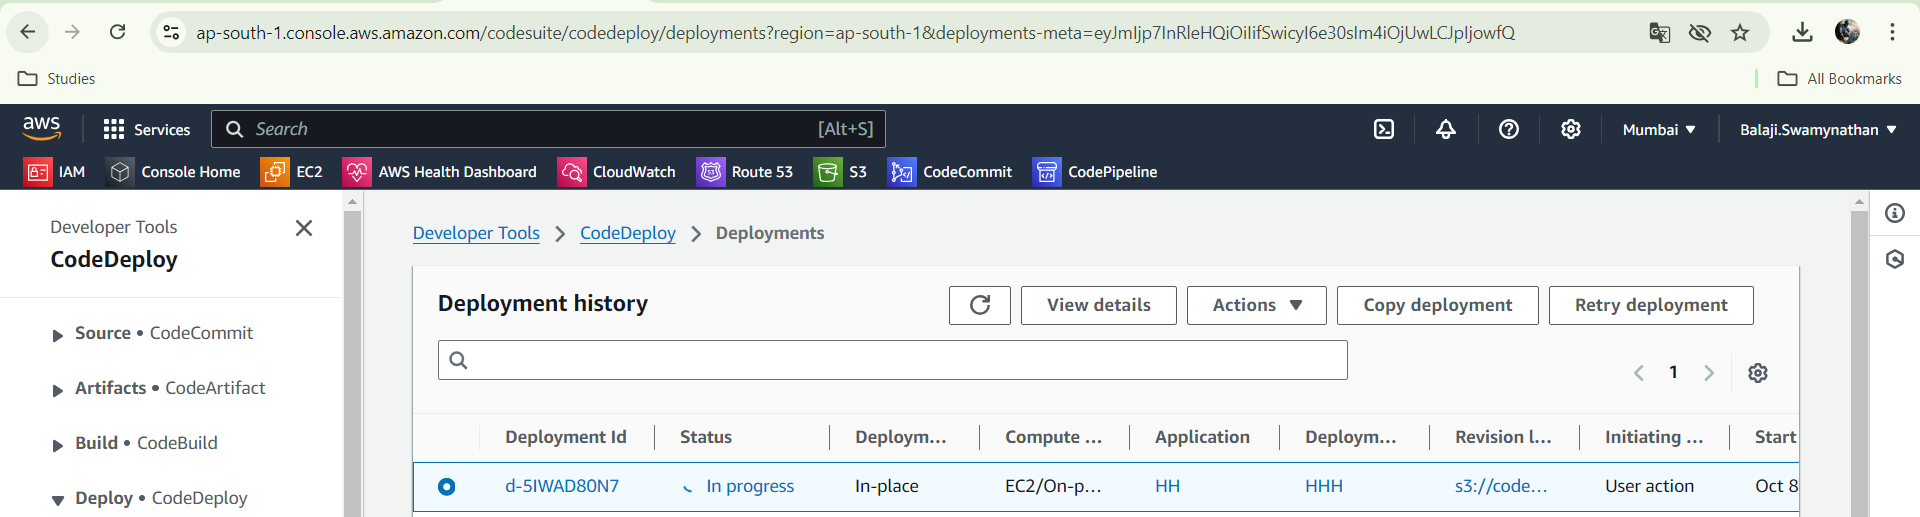 ap-south-1.console.aws.amazon.com/codesuite/codedeploy/deployments?region=ap-south-1&deployments-meta=eyJmIjp7InRleHQiOiIifSwicyI6e30sIm4iOjUwLCJpIjowfQ
Studies
All Bookmarks
aws
Services
Search
[Alt+S]
Mumbai
Balaji.Swamynathan
IAM
Console Home
EC2
AWS Health Dashboard
CloudWatch
Route 53
S3
CodeCommit
CodePipeline
Developer Tools
CodeDeploy
Source • CodeCommit
Artifacts • CodeArtifact
Build • CodeBuild
Deploy • CodeDeploy
Developer Tools > CodeDeploy > Deployments
Deployment history
View details
Actions
Copy deployment
Retry deployment
1
Deployment Id Status Deploym... Compute ... Application Deploym... Revision l... Initiating ... Start
d-5IWAD80N7 In progress In-place EC2/On-p... HH HHH s3://code... User action Oct 8